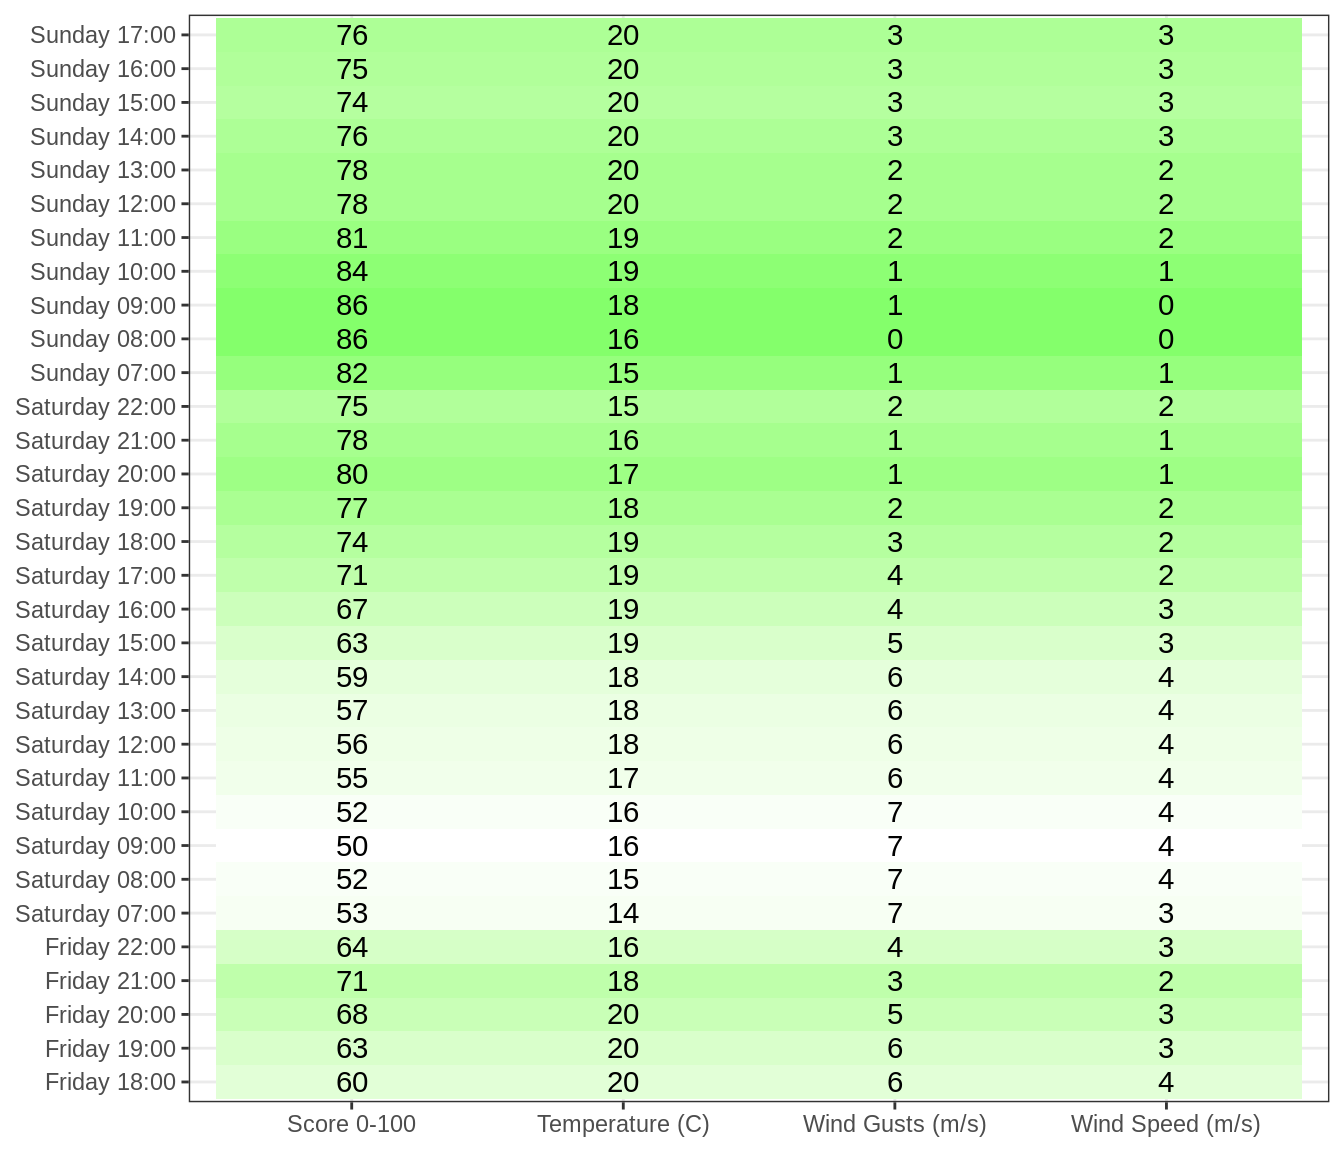 Sunday 17:00 76 20 3 3
Sunday 16:00 75 20 3 3
Sunday 15:00 74 20 3 3
Sunday 14:00 76 20 3 3
Sunday 13:00 78 20 2 2
Sunday 12:00 78 20 2 2
Sunday 11:00 81 19 2 2
Sunday 10:00 84 19 1 1
Sunday 09:00 86 18 1 0
Sunday 08:00 86 16 0 0
Sunday 07:00 82 15 1 1
Saturday 22:00 75 15 2 2
Saturday 21:00 78 16 1 1
Saturday 20:00 80 17 1 1
Saturday 19:00 77 18 2 2
Saturday 18:00 74 19 3 2
Saturday 17:00 71 19 4 2
Saturday 16:00 67 19 4 3
Saturday 15:00 63 19 5 3
Saturday 14:00 59 18 6 4
Saturday 13:00 57 18 6 4
Saturday 12:00 56 18 6 4
Saturday 11:00 55 17 6 4
Saturday 10:00 52 16 7 4
Saturday 09:00 50 16 7 4
Saturday 08:00 52 15 7 4
Saturday 07:00 53 14 7 3
Friday 22:00 64 16 4 3
Friday 21:00 71 18 3 2
Friday 20:00 68 20 5 3
Friday 19:00 63 20 6 3
Friday 18:00 60 20 6 4
Score 0-100 Temperature (C) Wind Gusts (m/s) Wind Speed (m/s)